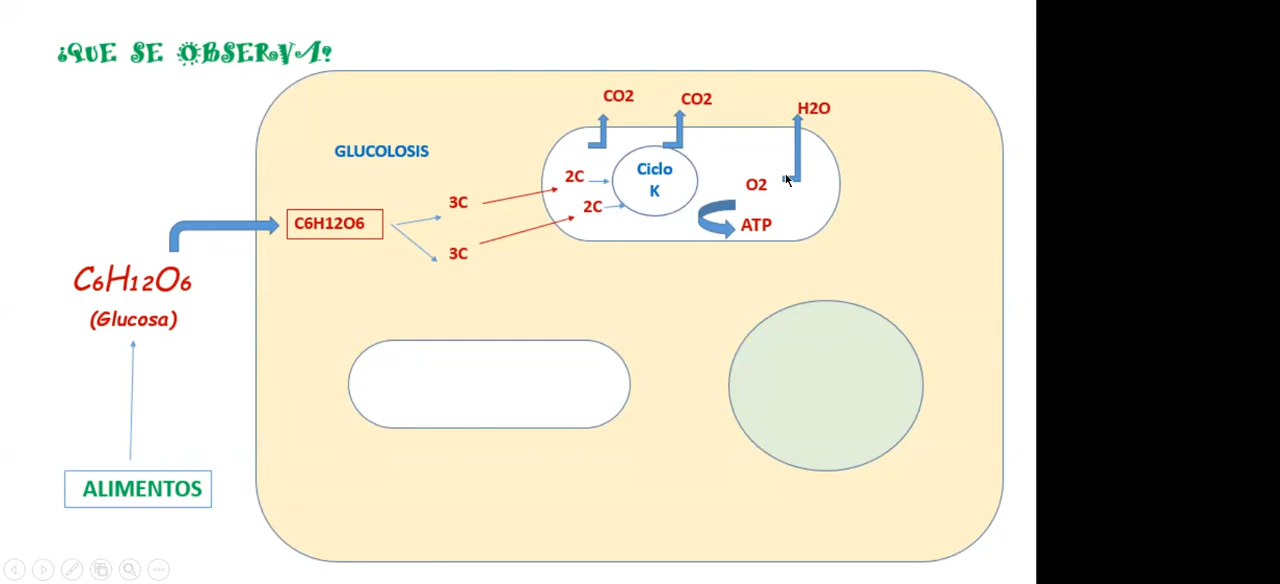 ¿QUE SE OBSERVA?
CO2
CO2
H2O
GLUCOLOSIS
Ciclo
K
2C
2C
O2
ATP
3C
3C
C6H12O6
C6H12O6
(Glucosa)
ALIMENTOS